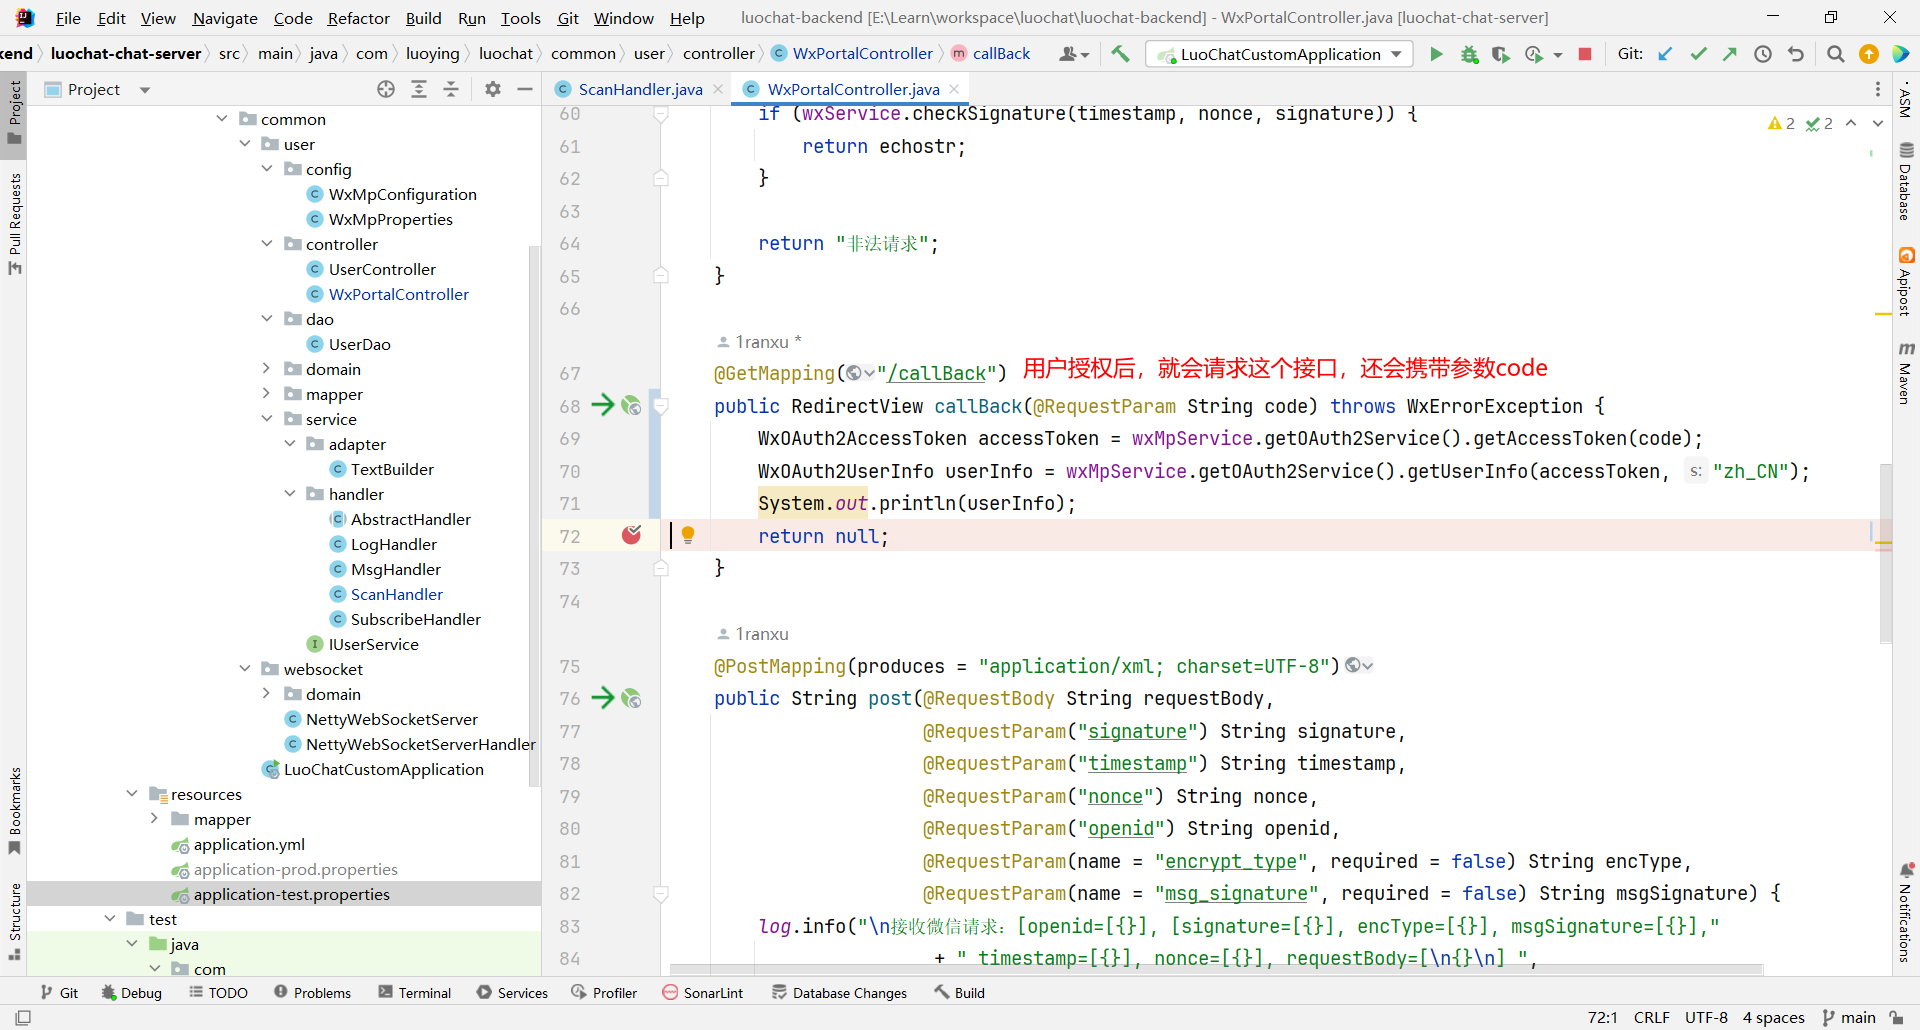 File Edit View Navigate Code Refactor Build Run Tools Git Window Help luochat-backend [E:\Learn\workspace\luochat\luochat-backend] - WxPortalController.java [luochat-chat-server]
kend luochat-chat-server src main java com luoying luochat common user controller WxPortalController callBack LuoChatCustomApplication Git:
Project
ScanHandler.java WxPortalController.java
Project
Pull Requests
Bookmarks
Structure
common
user
config
WxMpConfiguration
WxMpProperties
controller
UserController
WxPortalController
dao
UserDao
domain
mapper
service
adapter
TextBuilder
handler
AbstractHandler
LogHandler
MsgHandler
ScanHandler
SubscribeHandler
IUserService
websocket
domain
NettyWebSocketServer
NettyWebSocketServerHandler
LuoChatCustomApplication
resources
mapper
application.yml
application-prod.properties
application-test.properties
test
java
com
2 2
60 if (wxService.checkSignature(timestamp, nonce, signature)) {
61 return echostr;
62 }
63
64 return "非法请求";
65 }
66
1ranxu *
67 @GetMapping("/callBack") 用户授权后，就会请求这个接口，还会携带参数code
68 public RedirectView callBack(@RequestParam String code) throws WxErrorException {
69 WxOAuth2AccessToken accessToken = wxMpService.getOAuth2Service().getAccessToken(code);
70 WxOAuth2UserInfo userInfo = wxMpService.getOAuth2Service().getUserInfo(accessToken, s: "zh_CN");
71 System.out.println(userInfo);
72 return null;
73 }
74
1ranxu
75 @PostMapping(produces = "application/xml; charset=UTF-8")
76 public String post(@RequestBody String requestBody,
77 @RequestParam("signature") String signature,
78 @RequestParam("timestamp") String timestamp,
79 @RequestParam("nonce") String nonce,
80 @RequestParam("openid") String openid,
81 @RequestParam(name = "encrypt_type", required = false) String encType,
82 @RequestParam(name = "msg_signature", required = false) String msgSignature) {
83 log.info("\n接收微信请求：[openid=[{}], [signature=[{}], encType=[{}], msgSignature=[{}],"
84 + " timestamp=[{}], nonce=[{}], requestBody=[\n{}\n] ",
ASM
Database
Apipost
Maven
Notifications
Git Debug TODO Problems Terminal Services Profiler SonarLint Database Changes Build
72:1 CRLF UTF-8 4 spaces main